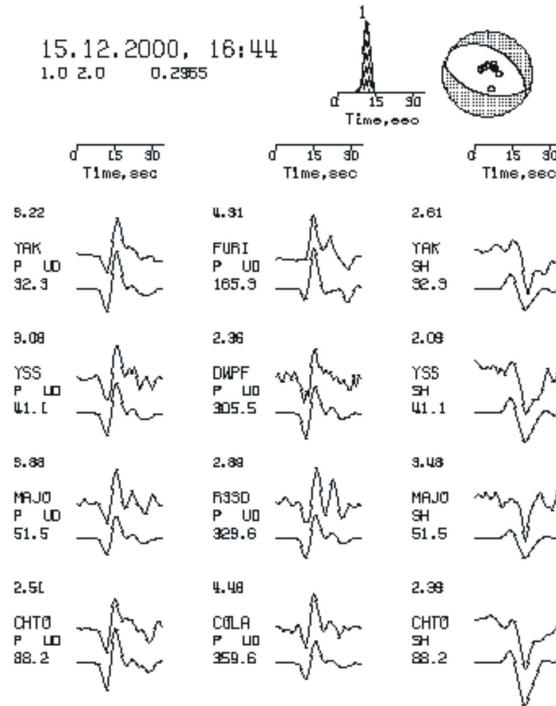 1
15.12.2000, 16:44
1.0 2.0 0.2955
0 15 30
Time,sec
0 15 30 0 15 30 0 15 30
Time,sec Time,sec Time,sec
3.22 4.31 2.61
YAK FURI YAK
P UD P UD SH
32.3 165.3 32.3
3.08 2.36 2.09
YSS DWPF YSS
P UD P UD SH
41.1 305.5 41.1
3.88 2.89 3.48
MAJO RSSD MAJO
P UD P UD SH
51.5 329.6 51.5
4.48 2.39
CHTO COLA CHTO
P UD P UD SH
88.2 359.6 88.2